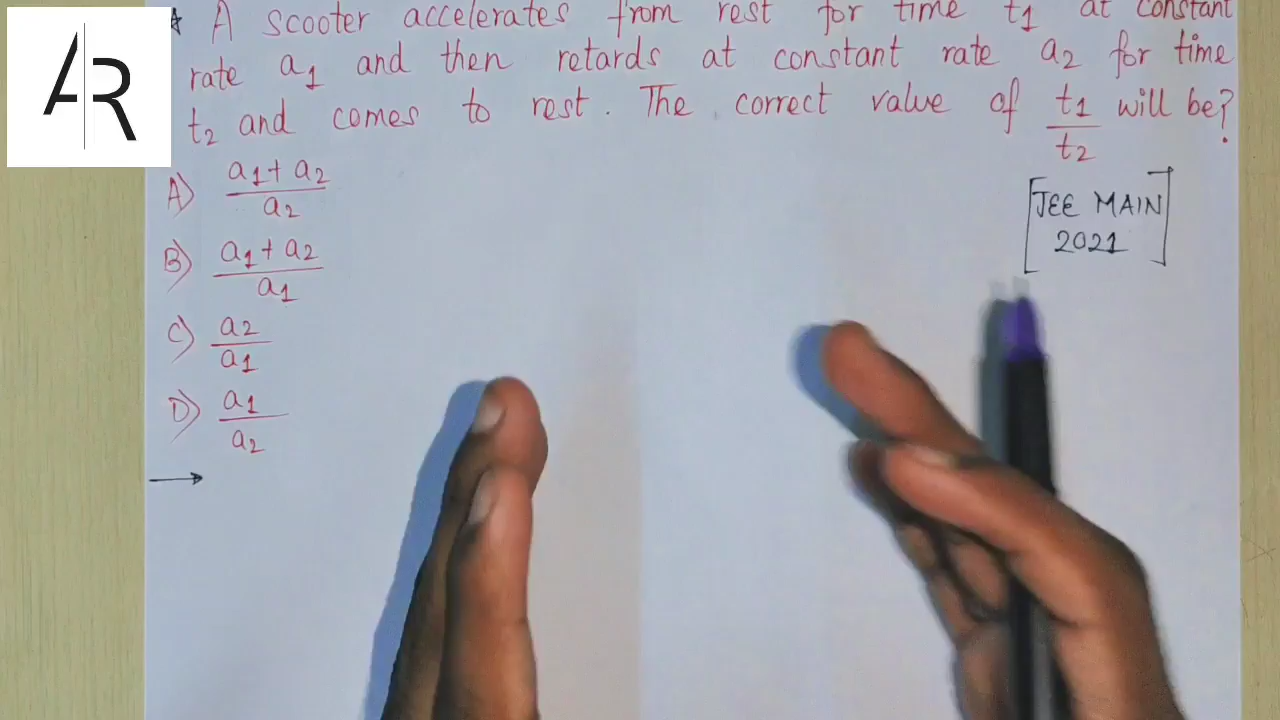 AR
* A scooter accelerates from rest for time t1 at constant
rate a1 and then retards at constant rate a2 for time
t2 and comes to rest. The correct value of t1/t2 will be?
A) a1 + a2 / a2
B) a1 + a2 / a1
C) a2 / a1
D) a1 / a2
→
[JEE MAIN
2021]